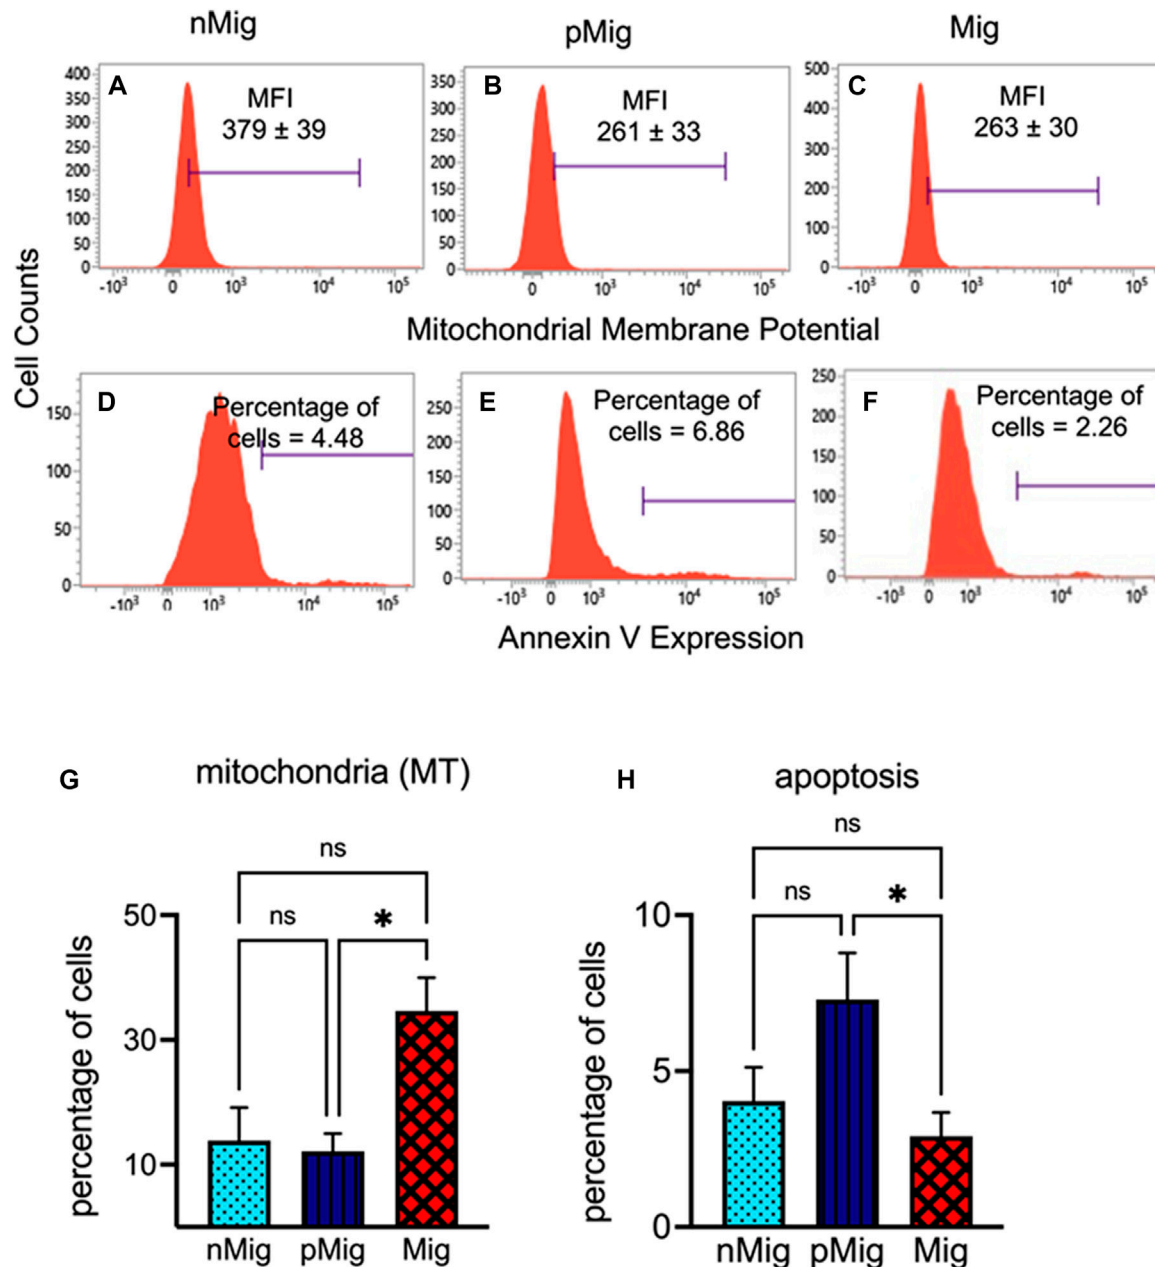 nMig
pMig
Mig
A
MFI
379 ± 39
400
350
300
250
200
150
100
50
0
-10³ 0 10³ 10⁴ 10⁵
B
MFI
261 ± 33
350
300
250
200
150
100
50
0
-10³ 0 10³ 10⁴ 10⁵
C
MFI
263 ± 30
500
400
300
200
100
0
-10³ 0 10³ 10⁴ 10⁵
Cell Counts
Mitochondrial Membrane Potential
D
Percentage of
cells = 4.48
150
100
50
0
-10³ 0 10³ 10⁴ 10⁵
E
Percentage of
cells = 6.86
250
200
150
100
50
0
-10³ 0 10³ 10⁴ 10⁵
F
Percentage of
cells = 2.26
250
200
150
100
50
0
-10³ 0 10³ 10⁴ 10⁵
Annexin V Expression
G
mitochondria (MT)
ns
ns
*
50
30
10
percentage of cells
nMig pMig Mig
H
apoptosis
ns
ns
*
10
5
0
percentage of cells
nMig pMig Mig